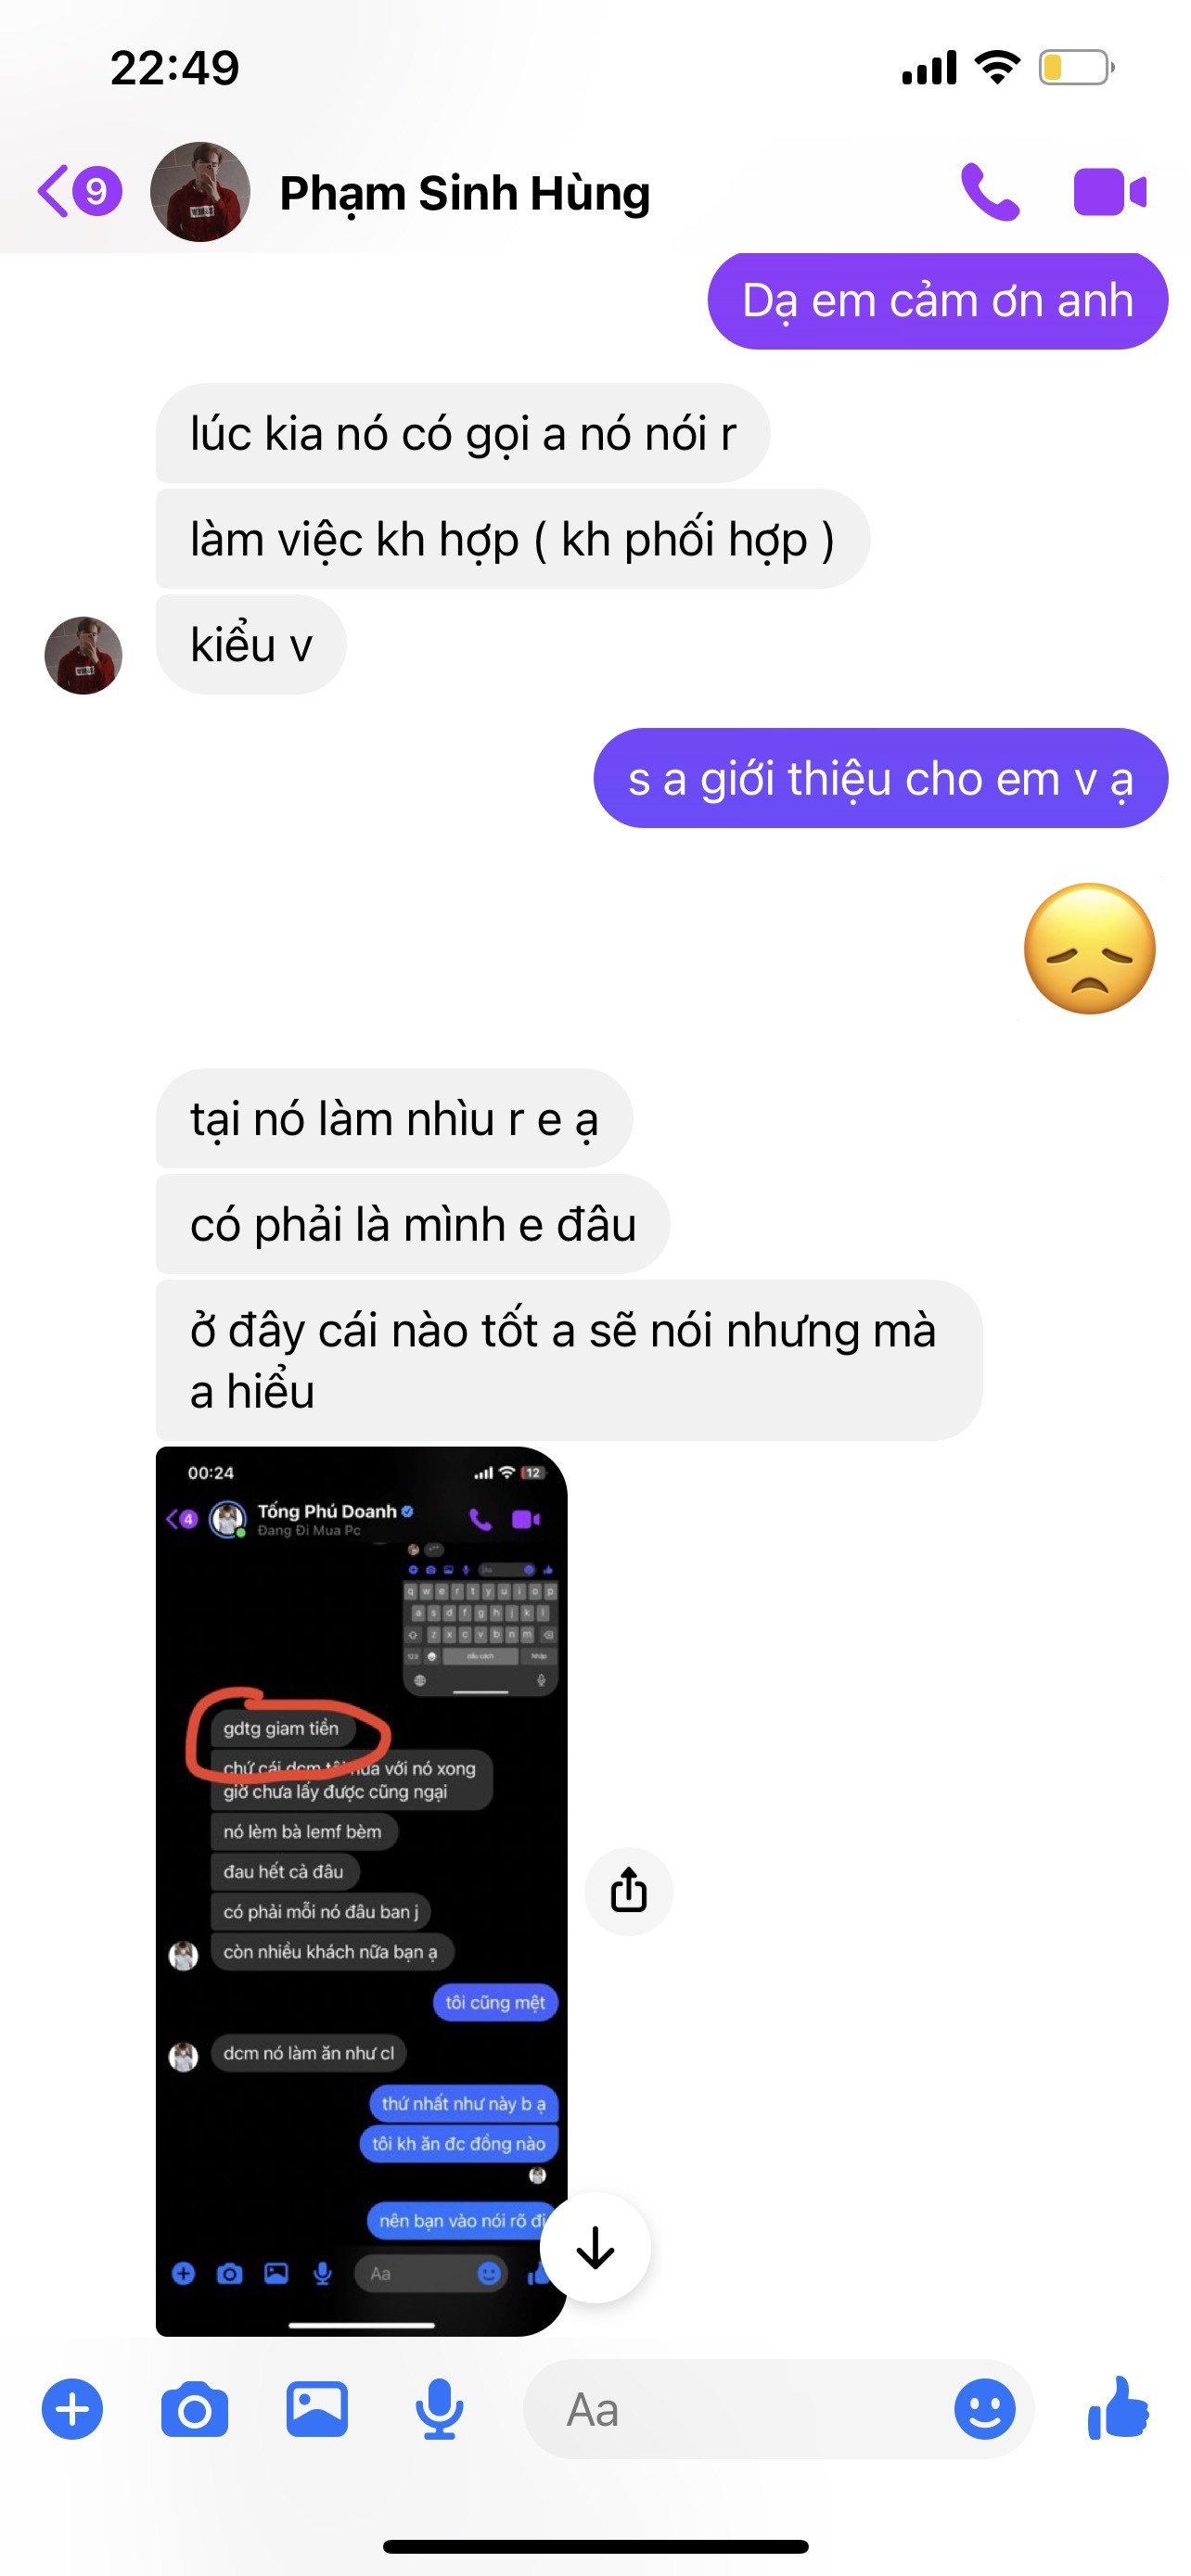 22:49
9
Phạm Sinh Hùng
Dạ em cảm ơn anh
lúc kia nó có gọi a nó nói r
làm việc kh hợp ( kh phối hợp )
kiểu v
s a giới thiệu cho em v ạ
tại nó làm nhìu r e ạ
có phải là mình e đâu
ở đây cái nào tốt a sẽ nói nhưng mà
a hiểu
00:24
12
4
Tống Phú Doanh
Đang Đi Mua Pc
q w e r t y u i o p
a s d f g h j k l
z x c v b n m
123
dấu cách
Nhập
gdtg giam tiền
chứ cái dcm với nó xong
giờ chưa lấy được cũng ngại
nó lèm bà lemf bèm
đau hết cả đâu
có phải mỗi nó đâu ban j
còn nhiều khách nữa bạn ạ
tôi cũng mệt
dcm nó làm ăn như cl
thứ nhất như này b ạ
tôi kh ăn đc đồng nào
nên bạn vào nói rõ đi
Aa
Aa